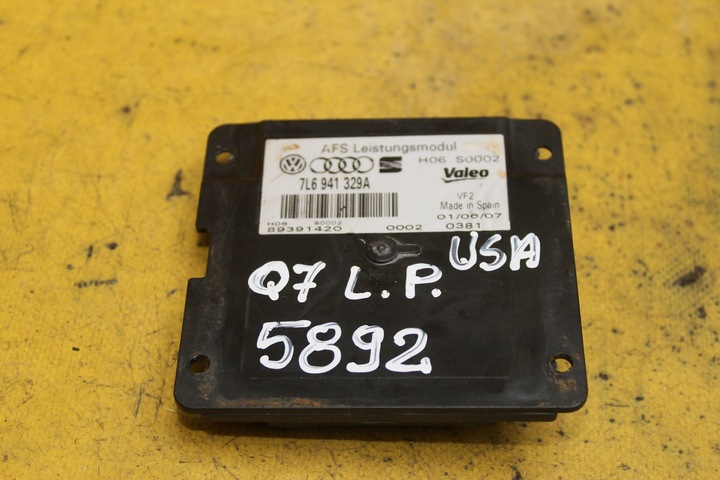 AFS Leistungsmodul
H06 S0002
7L6 941 329A
Valeo
VF2
Made in Spain
01/06/07
H06 S0002
89391420 0002 0381
Q7 L.P. USA
5892